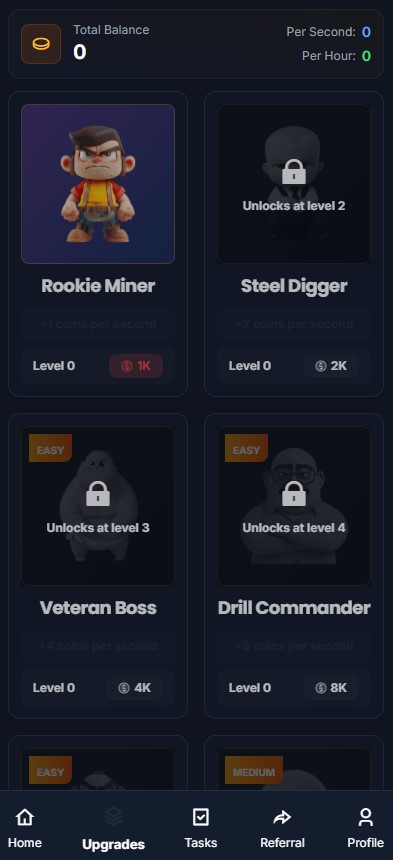 Total Balance
0
Per Second: 0
Per Hour: 0
Unlocks at level 2
Rookie Miner
Steel Digger
+1 coins per second
+2 coins per second
Level 0
1K
Level 0
2K
EASY
EASY
Unlocks at level 3
Unlocks at level 4
Veteran Boss
Drill Commander
+4 coins per second
+8 coins per second
Level 0
4K
Level 0
8K
EASY
MEDIUM
Home
Upgrades
Tasks
Referral
Profile